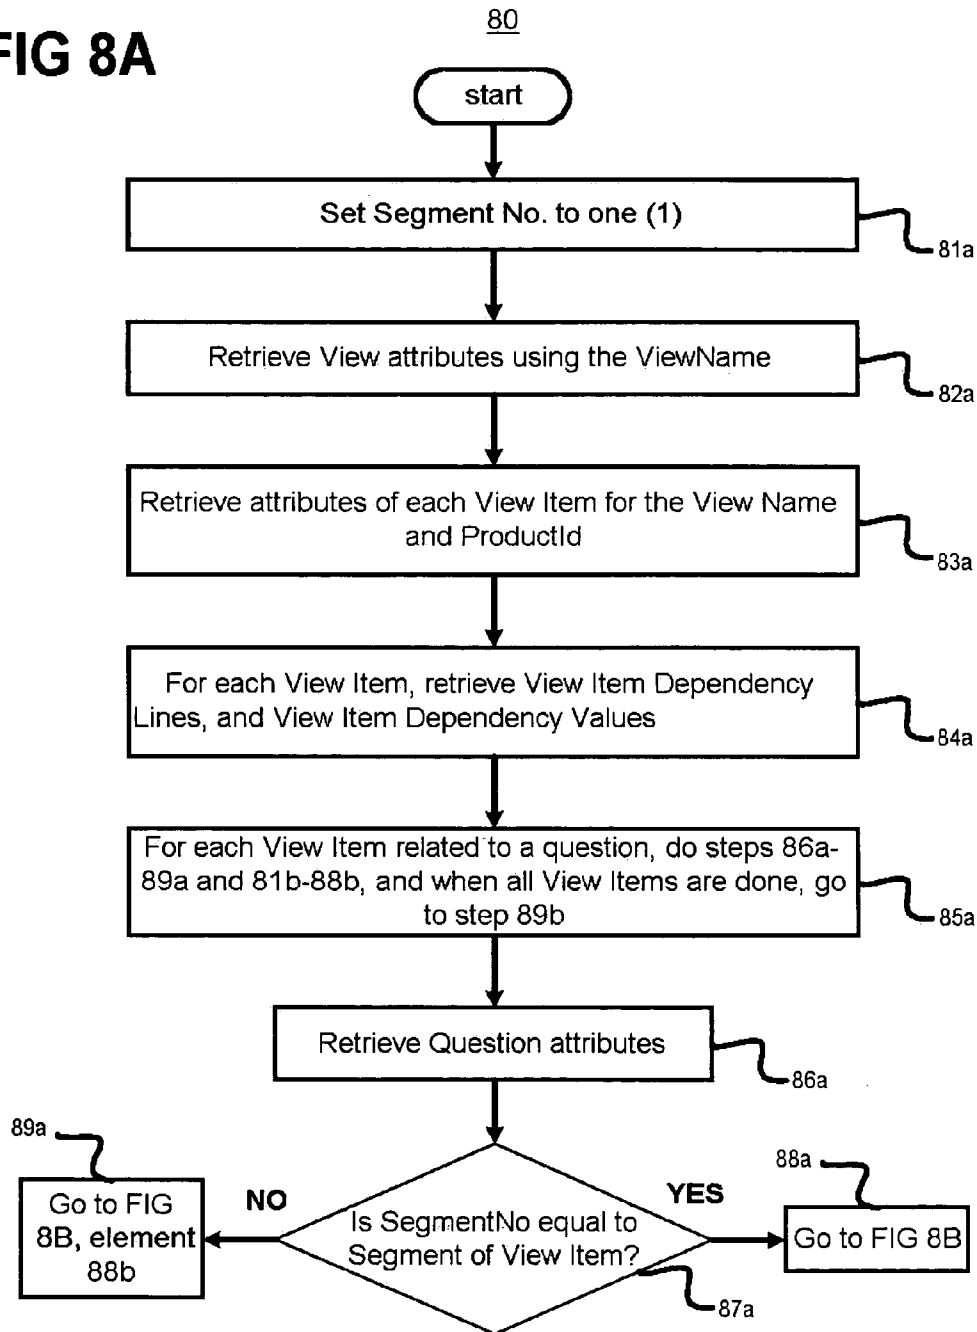 80
FIG 8A
start
Set Segment No. to one (1)
81a
Retrieve View attributes using the ViewName
82a
Retrieve attributes of each View Item for the View Name
and ProductId
83a
For each View Item, retrieve View Item Dependency
Lines, and View Item Dependency Values
84a
For each View Item related to a question, do steps 86a-
89a and 81b-88b, and when all View Items are done, go
to step 89b
85a
Retrieve Question attributes
86a
89a
88a
NO
YES
Go to FIG
8B, element
88b
Is SegmentNo equal to
Segment of View Item?
Go to FIG 8B
87a